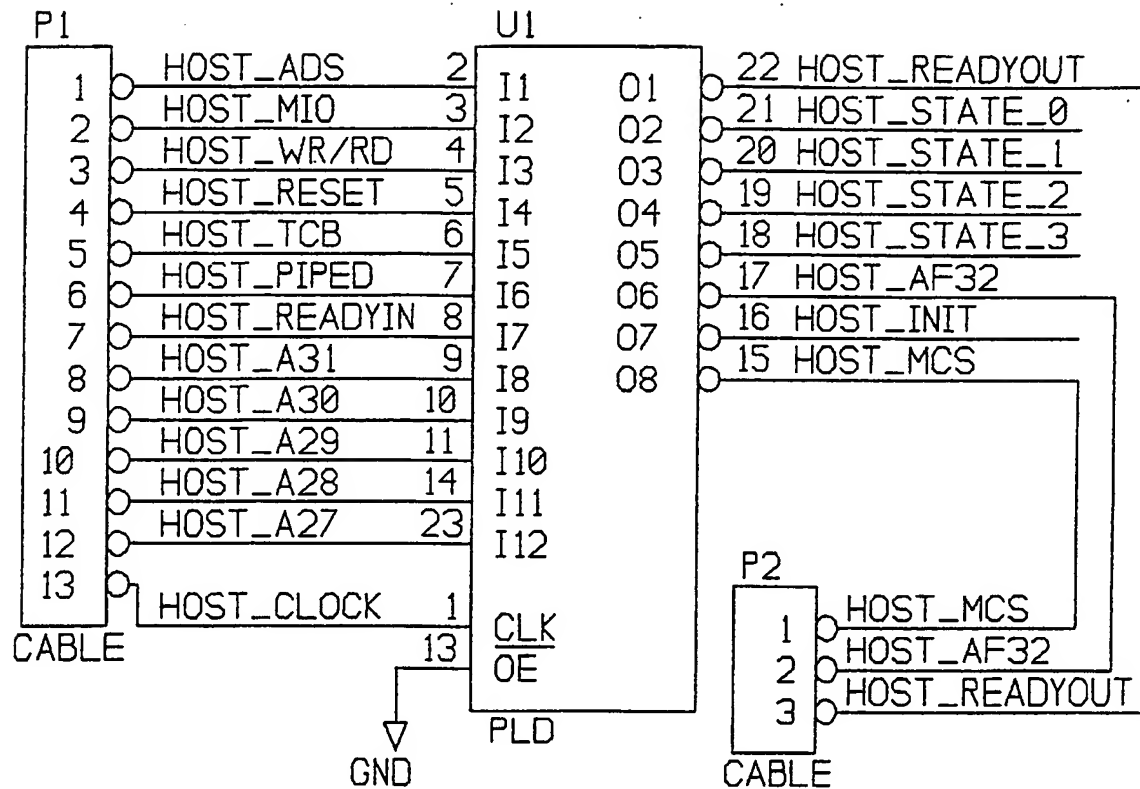 P1 U1
1 HOST_ADS 2 I1 O1 22 HOST_READYOUT
2 HOST_MIO 3 I2 O2 21 HOST_STATE_0
3 HOST_WR/RD 4 I3 O3 20 HOST_STATE_1
4 HOST_RESET 5 I4 O4 19 HOST_STATE_2
5 HOST_TCB 6 I5 O5 18 HOST_STATE_3
6 HOST_PIPED 7 I6 O6 17 HOST_AF32
7 HOST_READYIN 8 I7 O7 16 HOST_INIT
8 HOST_A31 9 I8 O8 15 HOST_MCS
9 HOST_A30 10 I9
10 HOST_A29 11 I10
11 HOST_A28 14 I11
12 HOST_A27 23 I12
13 HOST_CLOCK 1 CLK
13 OE
CABLE
GND
PLD
P2
1 HOST_MCS
2 HOST_AF32
3 HOST_READYOUT
CABLE